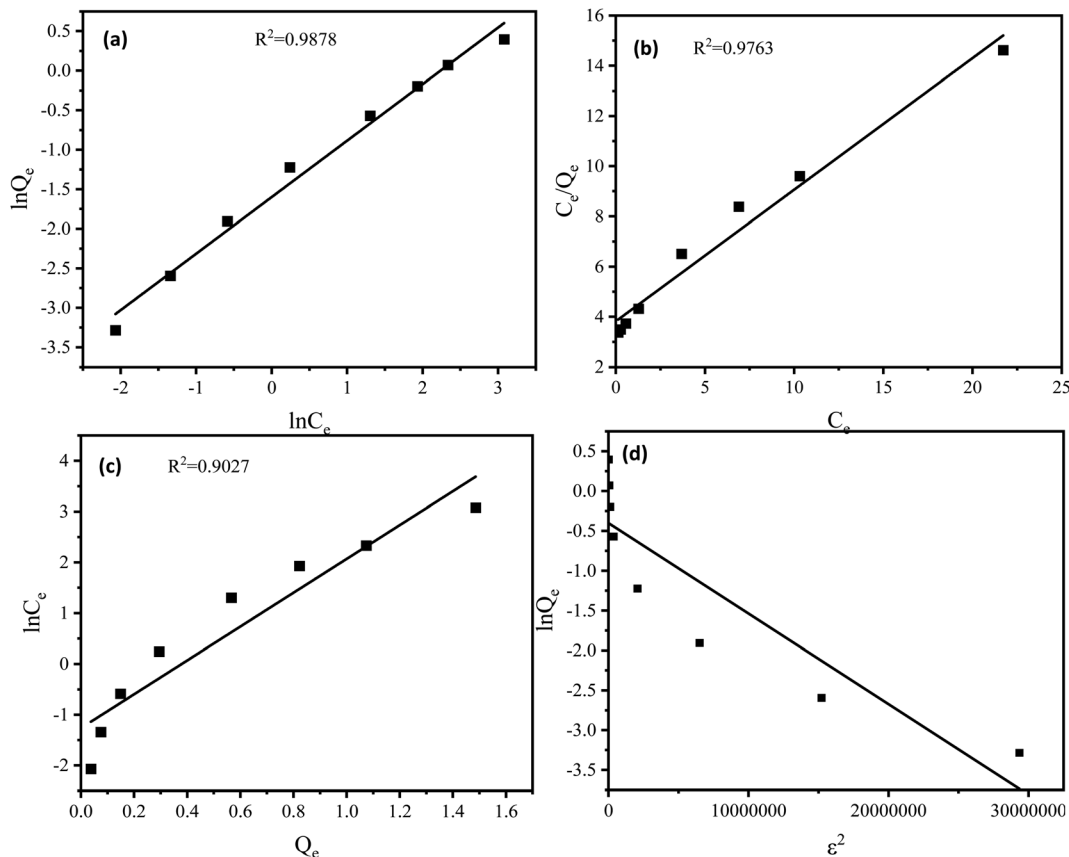 (a)
R²=0.9878
0.5
0.0
-0.5
-1.0
-1.5
-2.0
-2.5
-3.0
-3.5
lnQₑ
-2 -1 0 1 2 3
lnCₑ
(b)
R²=0.9763
16
14
12
10
8
6
4
2
Cₑ/Qₑ
0 5 10 15 20 25
Cₑ
(c)
R²=0.9027
4
3
2
1
0
-1
-2
lnCₑ
0.0 0.2 0.4 0.6 0.8 1.0 1.2 1.4 1.6
Qₑ
(d)
0.5
0.0
-0.5
-1.0
-1.5
-2.0
-2.5
-3.0
-3.5
lnQₑ
0 10000000 20000000 30000000
ε²